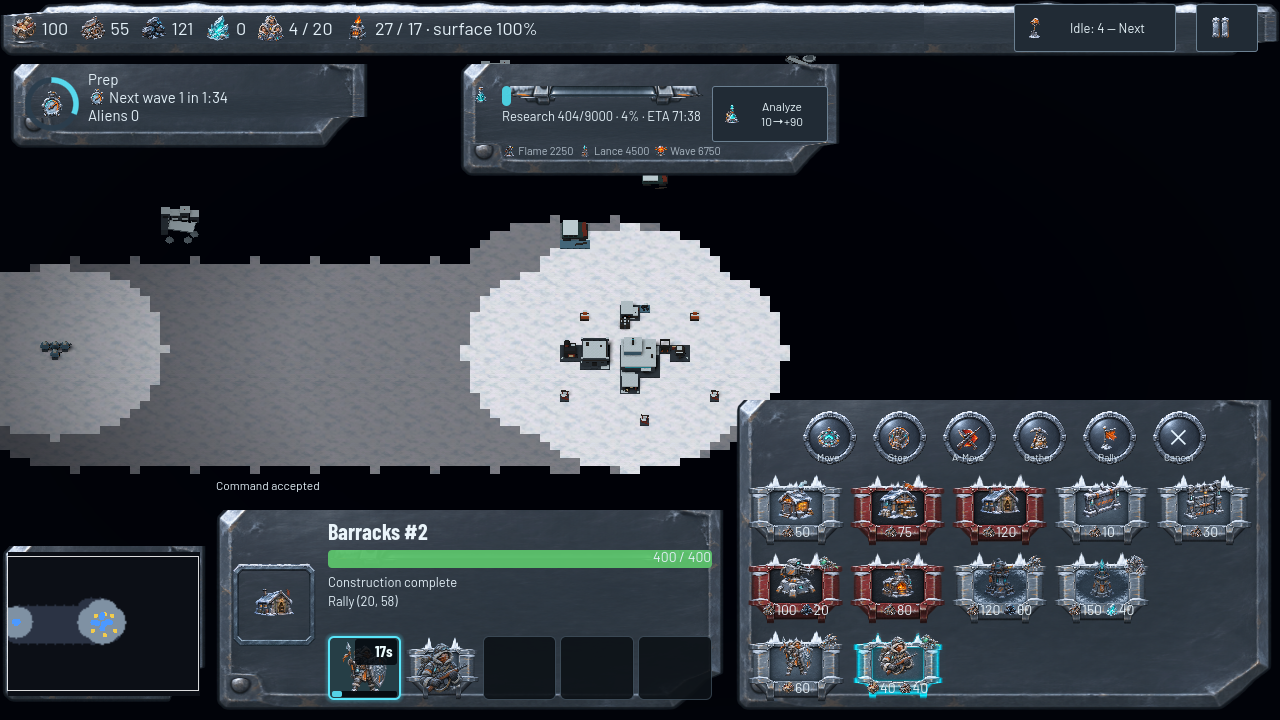 100
55
121
0
4 / 20
27 / 17 · surface 100%
Idle: 4 — Next
Prep
Next wave 1 in 1:34
Aliens 0
Research 404/9000 · 4% · ETA 71:38
Analyze
10→+90
Flame 2250
Lance 4500
Wave 6750
Move
Stop
A-Move
Gather
Rally
Cancel
50
75
120
10
30
100
20
80
120
80
150
40
60
40
40
Command accepted
Barracks #2
400 / 400
Construction complete
Rally (20, 58)
17s